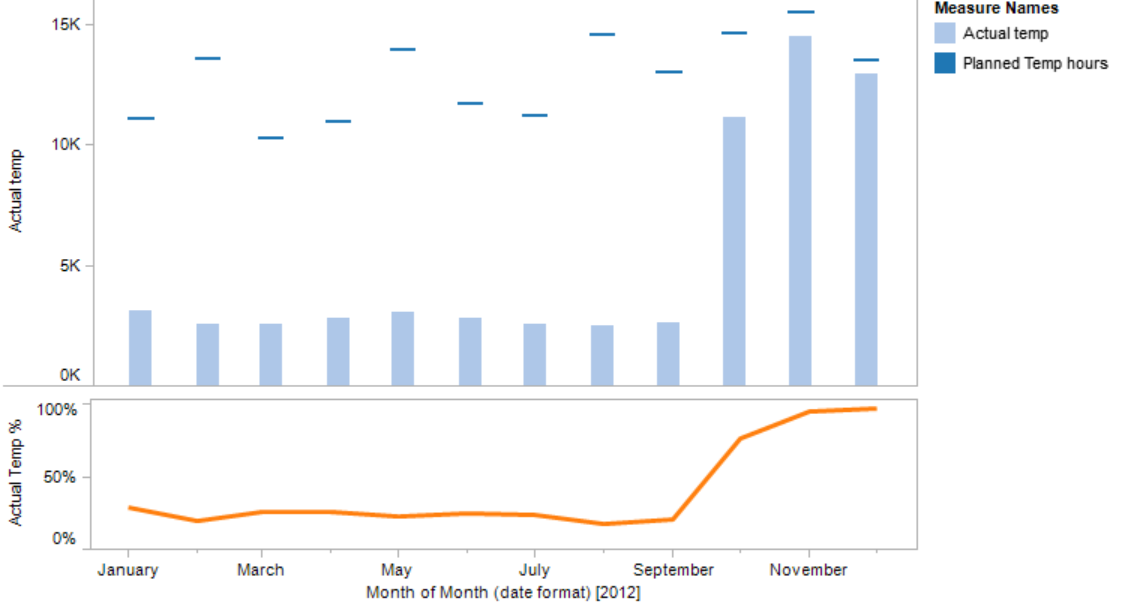 Measure Names
Actual temp
Planned Temp hours
15K
10K
5K
0K
Actual temp
100%
50%
0%
Actual Temp %
January
March
May
July
September
November
Month of Month (date format) [2012]